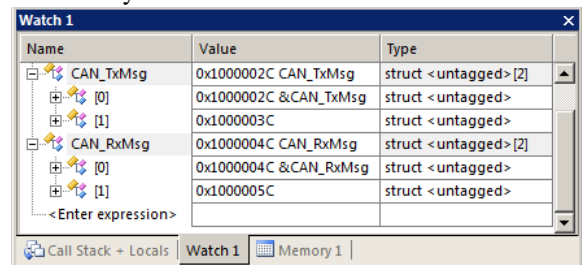 Watch 1
Name Value Type
CAN_TxMsg 0x1000002C CAN_TxMsg struct <untagged>[2]
[0] 0x1000002C &CAN_TxMsg struct <untagged>
[1] 0x1000003C struct <untagged>
CAN_RxMsg 0x1000004C CAN_RxMsg struct <untagged>[2]
[0] 0x1000004C &CAN_RxMsg struct <untagged>
[1] 0x1000005C struct <untagged>
<Enter expression>
Call Stack + Locals Watch 1 Memory 1